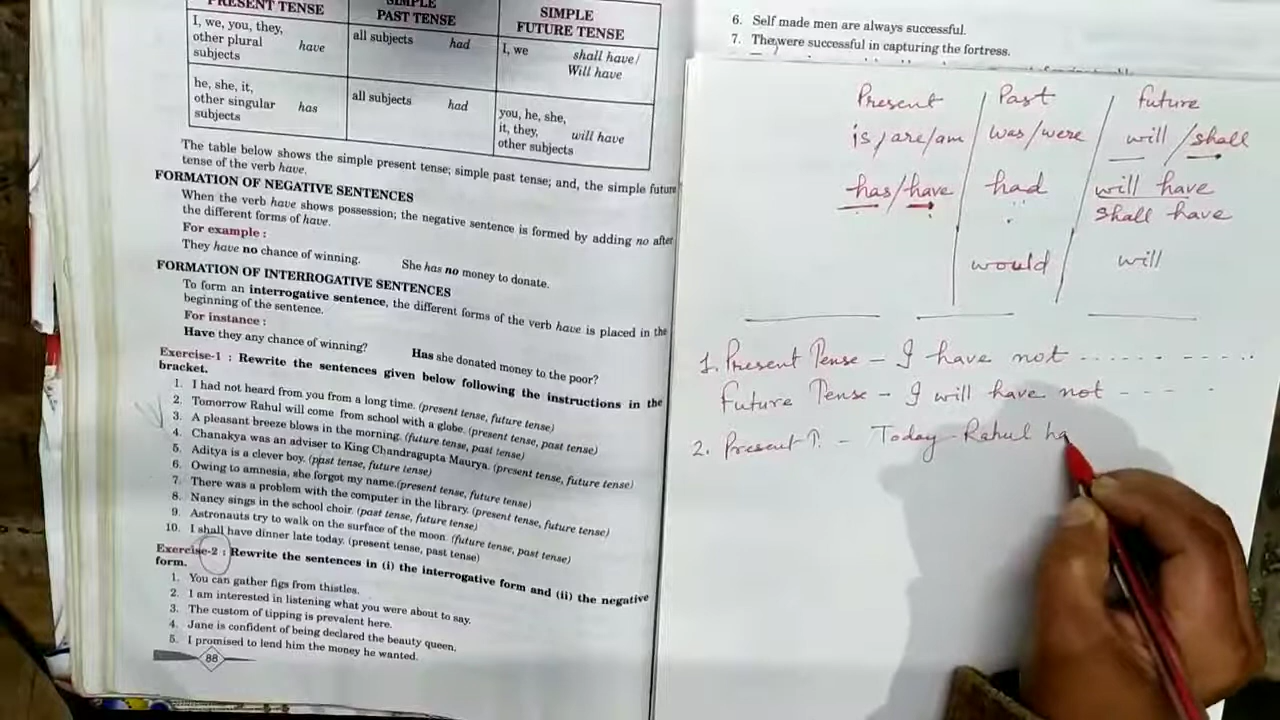 PRESENT TENSE
SIMPLE PAST TENSE
SIMPLE FUTURE TENSE
I, we, you, they, other plural subjects have
all subjects had
I, we shall have / Will have
he, she, it, other singular subjects has
all subjects had
you, he, she, it, they, other subjects will have
The table below shows the simple present tense; simple past tense; and, the simple future
tense of the verb have.
FORMATION OF NEGATIVE SENTENCES
When the verb have shows possession; the negative sentence is formed by adding no after
the different forms of have.
For example :
They have no chance of winning. She has no money to donate.
FORMATION OF INTERROGATIVE SENTENCES
To form an interrogative sentence, the different forms of the verb have is placed in the
beginning of the sentence.
For instance :
Have they any chance of winning? Has she donated money to the poor?
Exercise-1 : Rewrite the sentences given below following the instructions in the
bracket.
1. I had not heard from you from a long time. (present tense, future tense)
2. Tomorrow Rahul will come from school with a globe. (present tense, past tense)
3. A pleasant breeze blows in the morning. (future tense, past tense)
4. Chanakya was an adviser to King Chandragupta Maurya. (present tense, future tense)
5. Aditya is a clever boy. (past tense, future tense)
6. Owing to amnesia, she forgot my name.(present tense, future tense)
7. There was a problem with the computer in the library. (present tense, future tense)
8. Nancy sings in the school choir. (past tense, future tense)
9. Astronauts try to walk on the surface of the moon. (future tense, past tense)
10. I shall have dinner late today. (present tense, past tense)
Exercise-2 : Rewrite the sentences in (i) the interrogative form and (ii) the negative
form.
1. You can gather figs from thistles.
2. I am interested in listening what you were about to say.
3. The custom of tipping is prevalent here.
4. Jane is confident of being declared the beauty queen.
5. I promised to lend him the money he wanted.
88
6. Self made men are always successful.
7. The were successful in capturing the fortress.
Present / Past / future
is/are/am was/were will / shall
has/have had will have
shall have
would will
1. Present Tense - I have not ...... .....
Future Tense - I will have not --- -
2. Present T. - Today Rahul ha